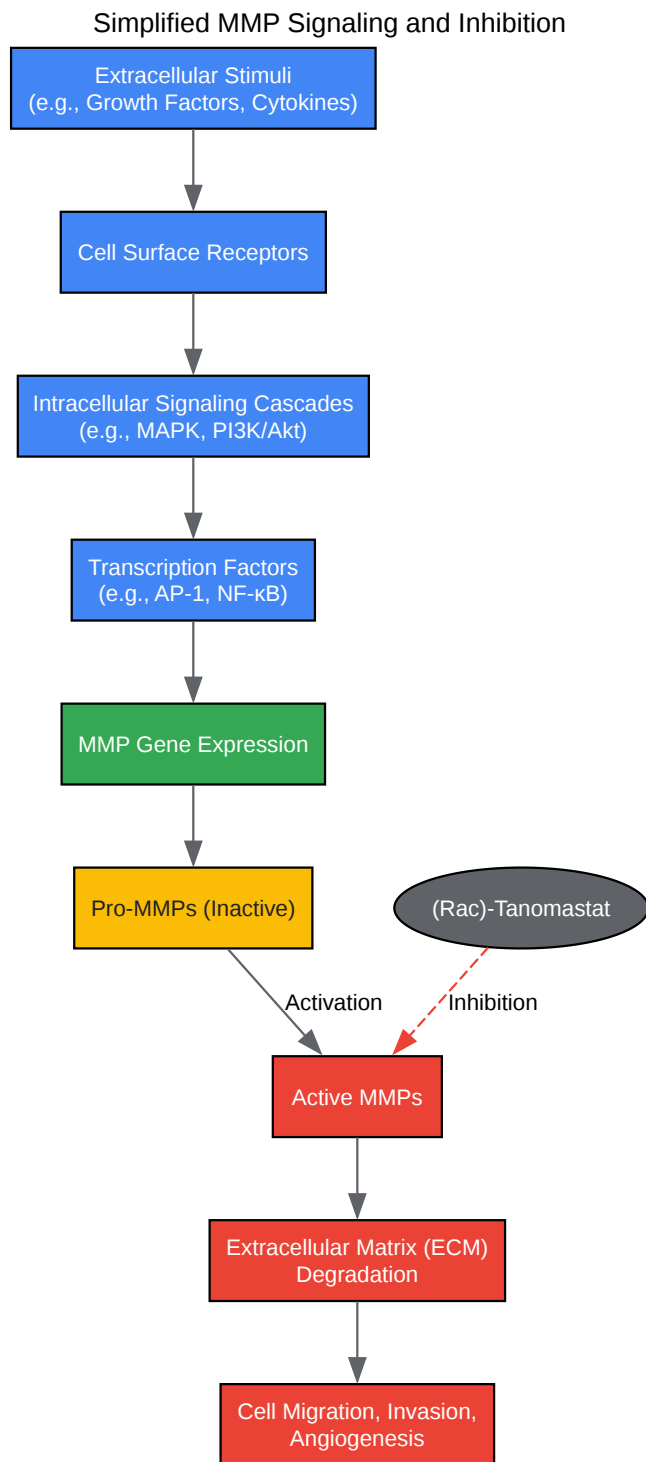 Simplified MMP Signaling and Inhibition
Extracellular Stimuli
(e.g., Growth Factors, Cytokines)
Cell Surface Receptors
Intracellular Signaling Cascades
(e.g., MAPK, PI3K/Akt)
Transcription Factors
(e.g., AP-1, NF-κB)
MMP Gene Expression
Pro-MMPs (Inactive)
(Rac)-Tanomastat
Activation
Inhibition
Active MMPs
Extracellular Matrix (ECM)
Degradation
Cell Migration, Invasion,
Angiogenesis